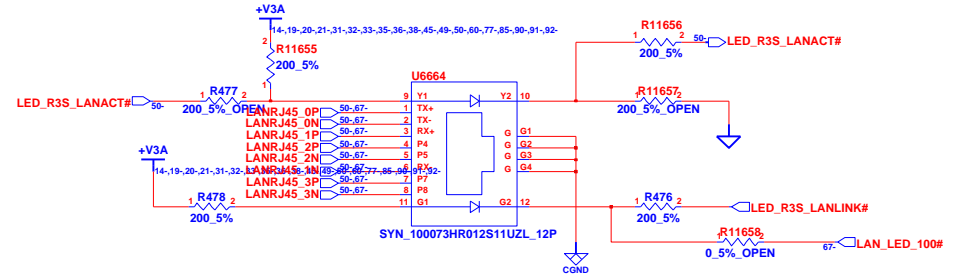 +V3A
14-,19-,20-,21-,31-,32-,33-,35-,36-,38-,45-,49-,50-,60-,77-,85-,90-,91-,92-
2
R11655
200_5%
1
R11656
1 2
50-
LED_R3S_LANACT#
200_5%
U6664
R477
LED_R3S_LANACT#
50-
1 2
200_5%_OPEN
9 Y1 Y2 10
R11657
1 2
200_5%_OPEN
LANRJ45_0P 50-,67- 1 TX+
LANRJ45_0N 50-,67- 2 TX-
LANRJ45_1P 50-,67- 3 RX+ G G1
LANRJ45_2P 50-,67- 4 P4 G G2
LANRJ45_2N 50-,67- 5 P5 G G3
6 RX- G G4
LANRJ45_3P 50-,67- 7 P7
LANRJ45_3N 50-,67- 8 P8
+V3A
R478
1 2
200_5%
11 G1 G2 12
SYN_100073HR012S11UZL_12P
R476
1 2
200_5%
LED_R3S_LANLINK#
R11658
1 2
0_5%_OPEN
67-
LAN_LED_100#
CGND